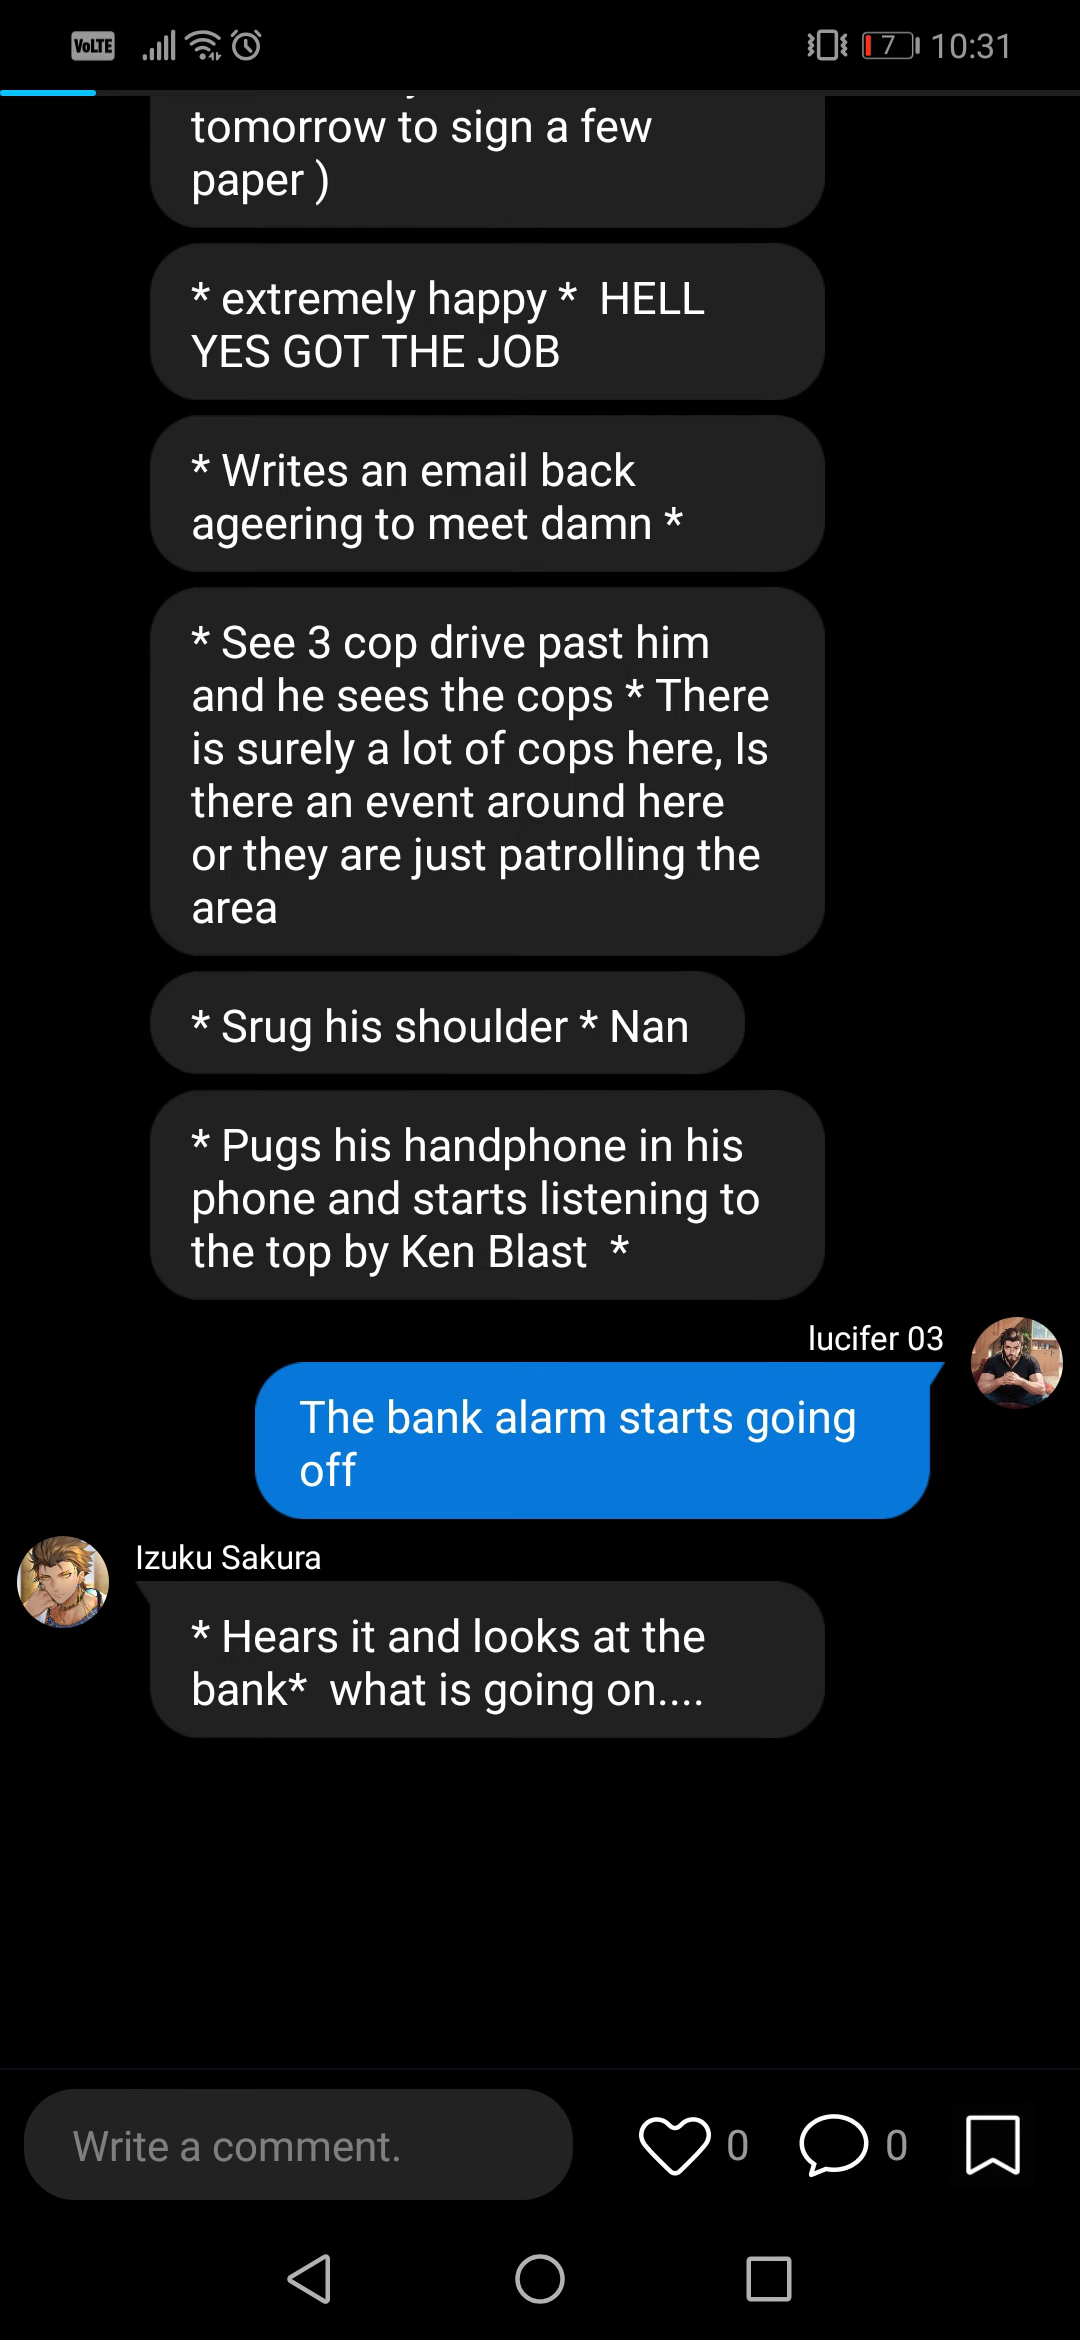 VoLTE 7 10:31
tomorrow to sign a few
paper )
* extremely happy *  HELL
YES GOT THE JOB
* Writes an email back
ageering to meet damn *
* See 3 cop drive past him
and he sees the cops * There
is surely a lot of cops here, Is
there an event around here
or they are just patrolling the
area
* Srug his shoulder * Nan
* Pugs his handphone in his
phone and starts listening to
the top by Ken Blast  *
lucifer 03
The bank alarm starts going
off
Izuku Sakura
* Hears it and looks at the
bank*  what is going on....
Write a comment. 0 0